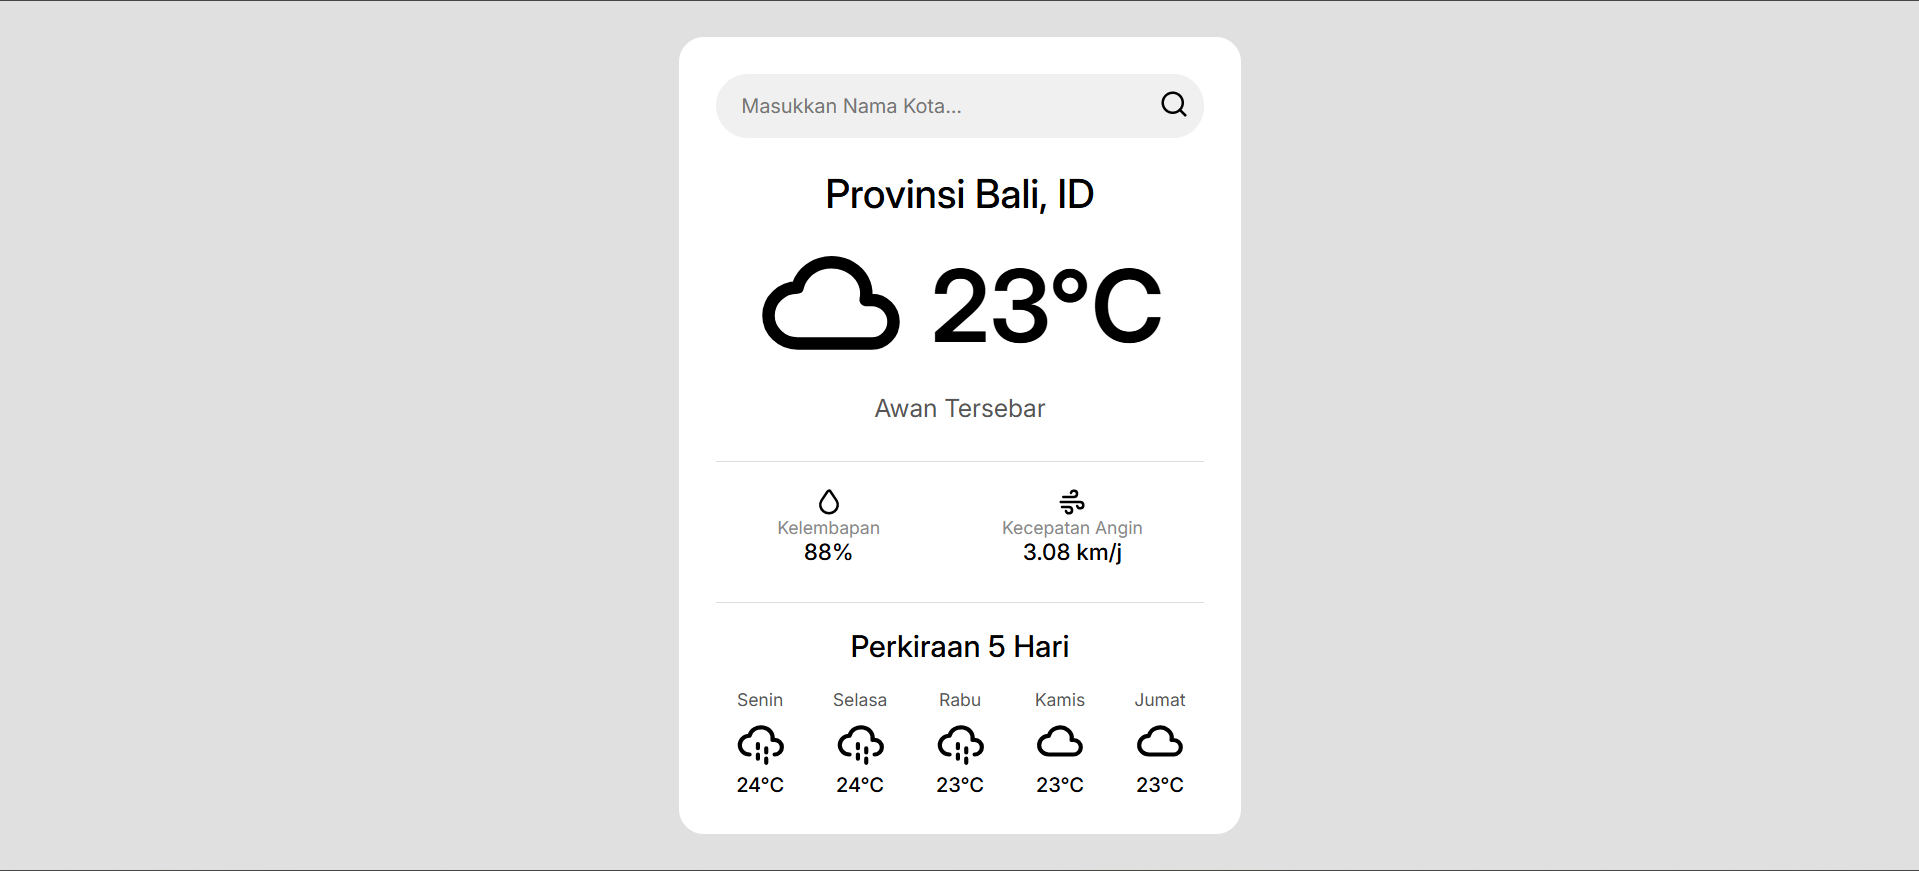 Masukkan Nama Kota...
Provinsi Bali, ID
23°C
Awan Tersebar
Kelembapan
88%
Kecepatan Angin
3.08 km/j
Perkiraan 5 Hari
Senin Selasa Rabu Kamis Jumat
24°C 24°C 23°C 23°C 23°C